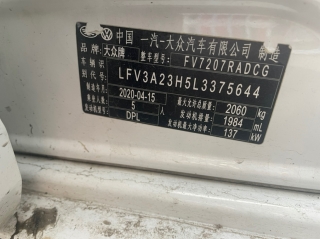 中国 一汽-大众汽车有限公司 制造
品牌 大众牌 整车型号 FV7207RADCG
车辆识别代号 LFV3A23H5L3375644
制造年月 2020-04-15 最大允许总质量 2060 kg
乘坐人数 5 发动机排量 1984 mL
发动机型号 DPL 发动机最大净功率 137 kW